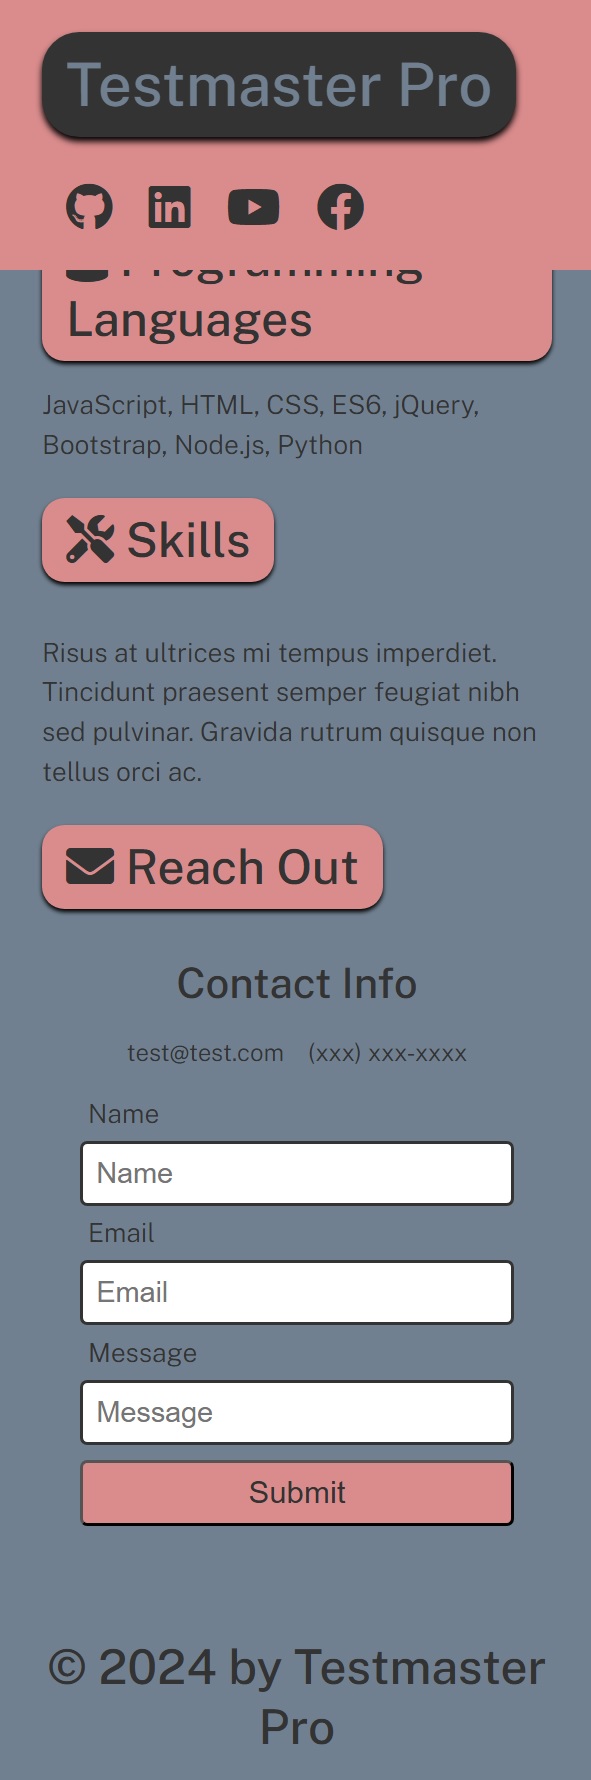 Testmaster Pro
Programming
Languages
JavaScript, HTML, CSS, ES6, jQuery,
Bootstrap, Node.js, Python
Skills
Risus at ultrices mi tempus imperdiet.
Tincidunt praesent semper feugiat nibh
sed pulvinar. Gravida rutrum quisque non
tellus orci ac.
Reach Out
Contact Info
test@test.com (xxx) xxx-xxxx
Name
Name
Email
Email
Message
Message
Submit
© 2024 by Testmaster
Pro